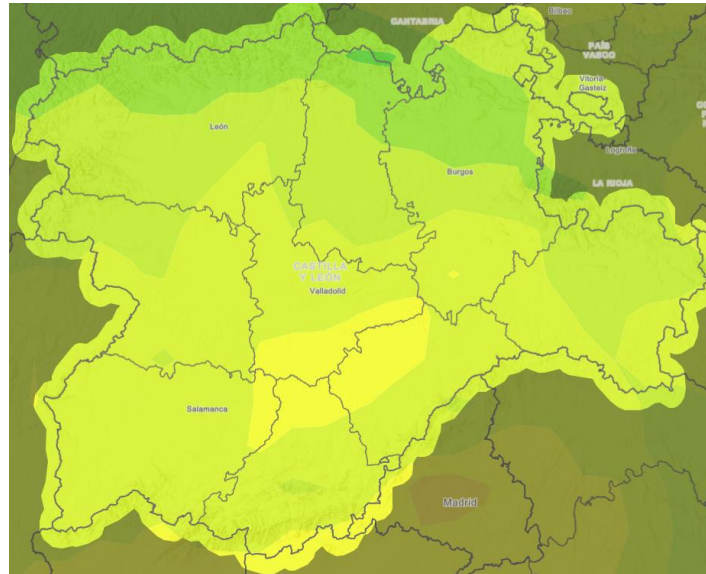 CANTABRIA
Bilbao
PAÍS
VASCO
Vitoria-
Gasteiz
León
Logroño
Burgos
LA RIOJA
CASTILLA
Y LEÓN
Valladolid
Salamanca
Madrid